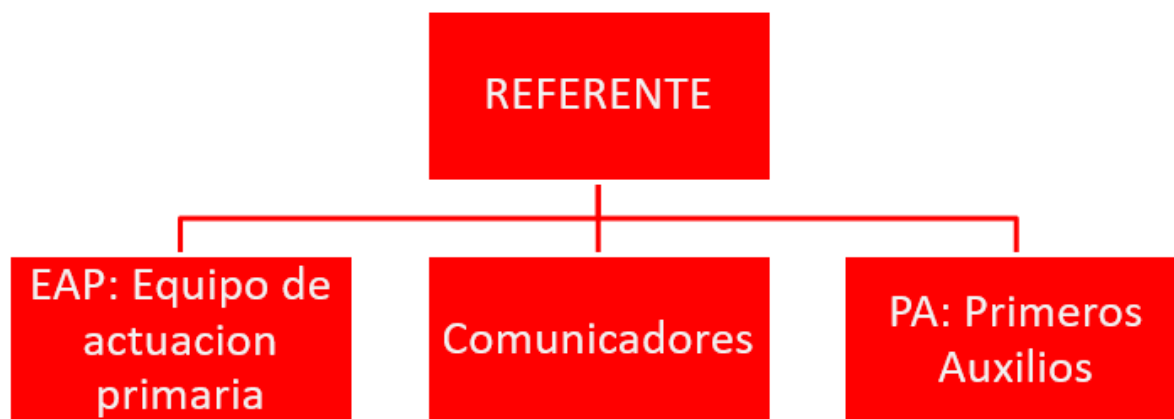 REFERENTE
EAP: Equipo de
actuacion
primaria
Comunicadores
PA: Primeros
Auxilios